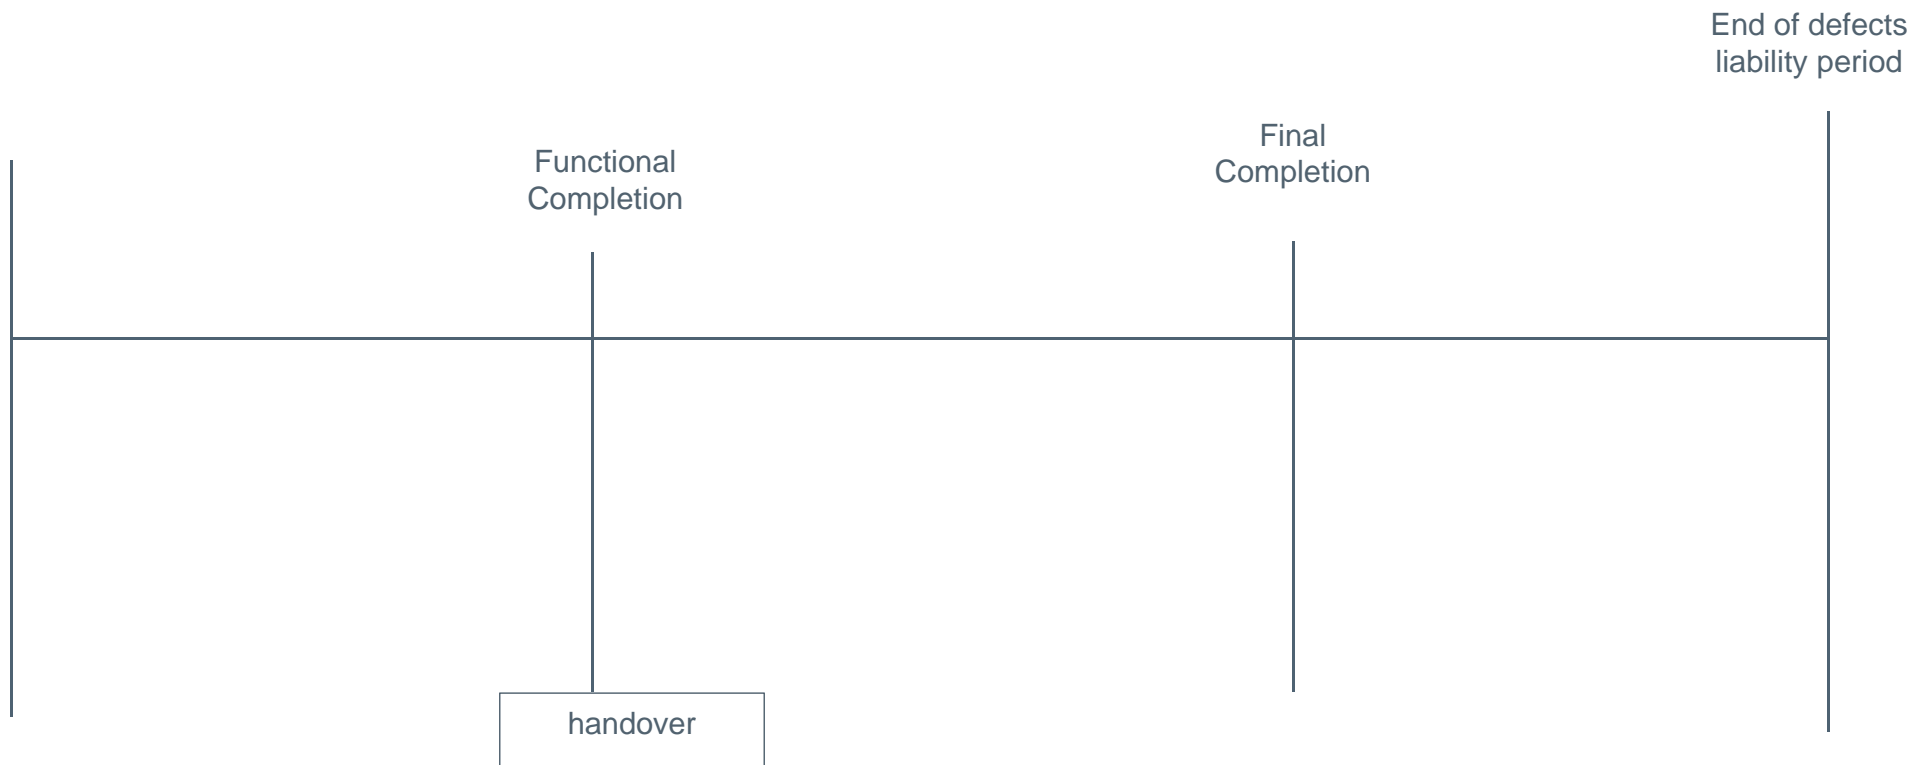 End of defects
liability period
Functional
Completion
Final
Completion
handover